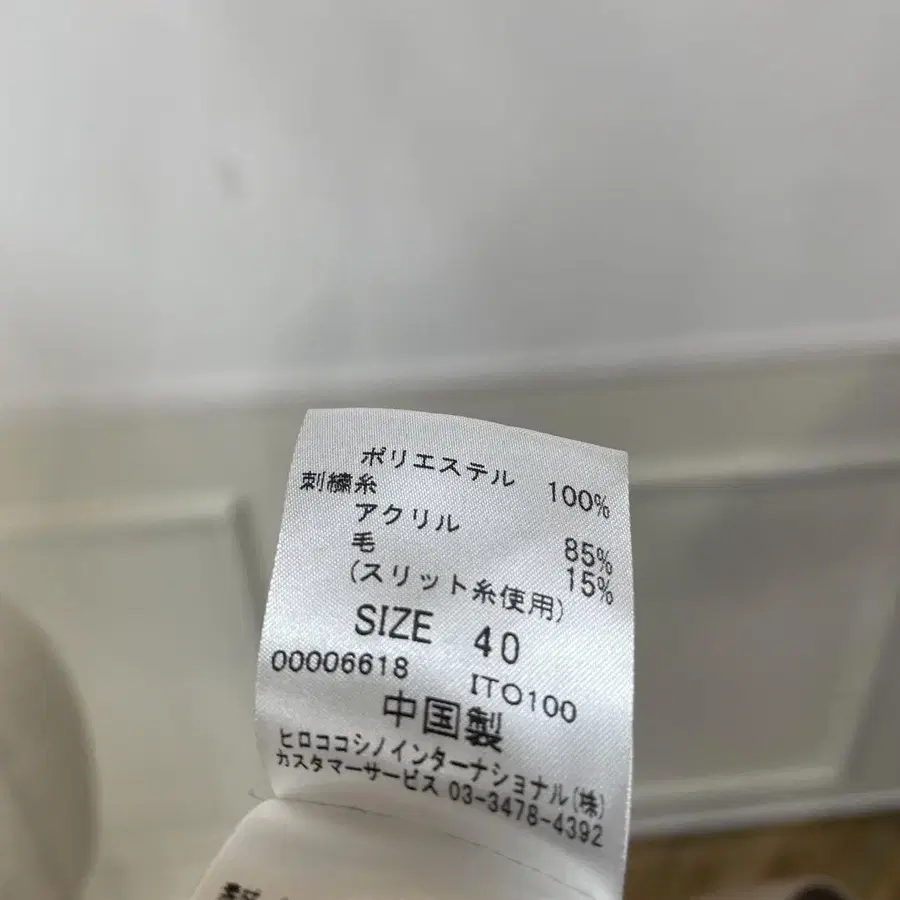 ポリエステル 100%
刺繍糸
アクリル 85%
毛 15%
(スリット糸使用)
SIZE 40
00006618 ITO100
中国製
ヒロココシノインターナショナル(株)
カスタマーサービス 03-3478-4392